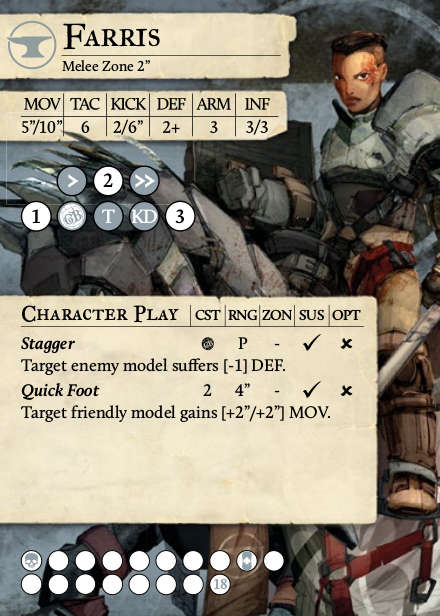 FARRIS
Melee Zone 2"
MOV TAC KICK DEF ARM INF
5"/10" 6 2/6" 2+ 3 3/3
> 2 >>
1 GB T KD 3
CHARACTER PLAY CST RNG ZON SUS OPT
Stagger GB P - ✓ ✘
Target enemy model suffers [-1] DEF.
Quick Foot 2 4" - ✓ ✘
Target friendly model gains [+2"/+2"] MOV.
18